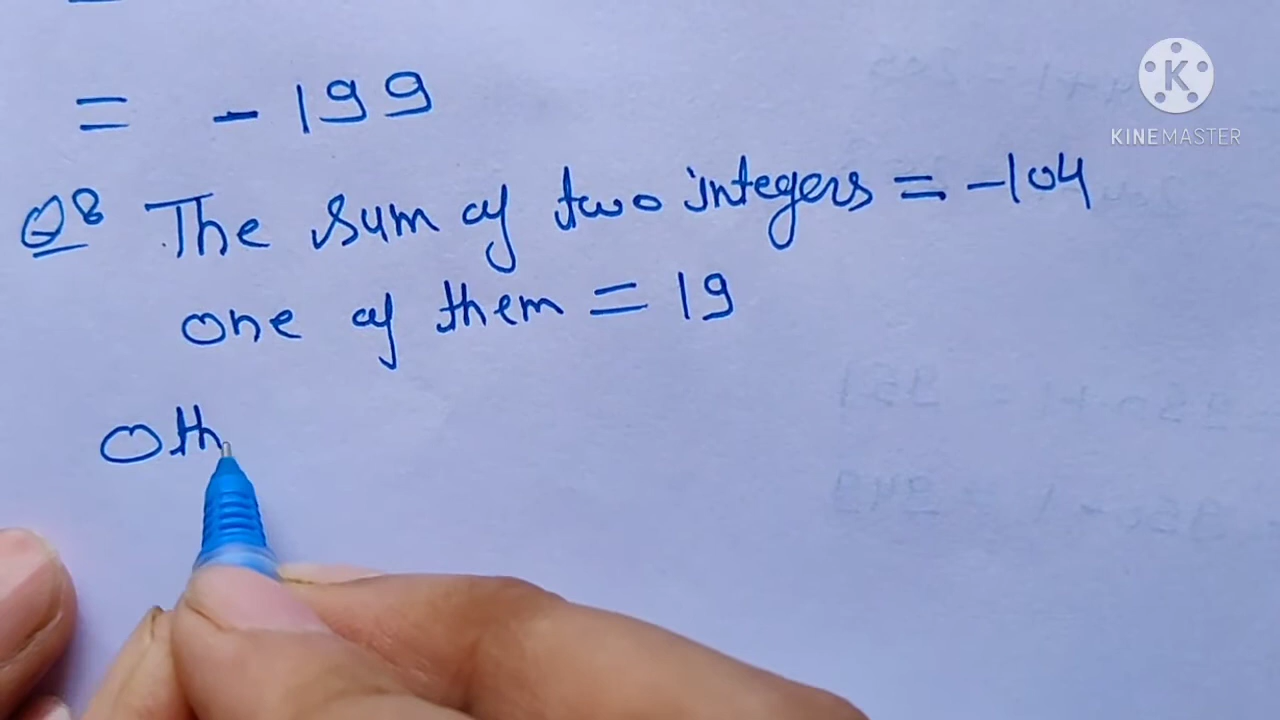 = - 199
KINEMASTER
Q8 The sum of two integers = -104
one of them = 19
Oth